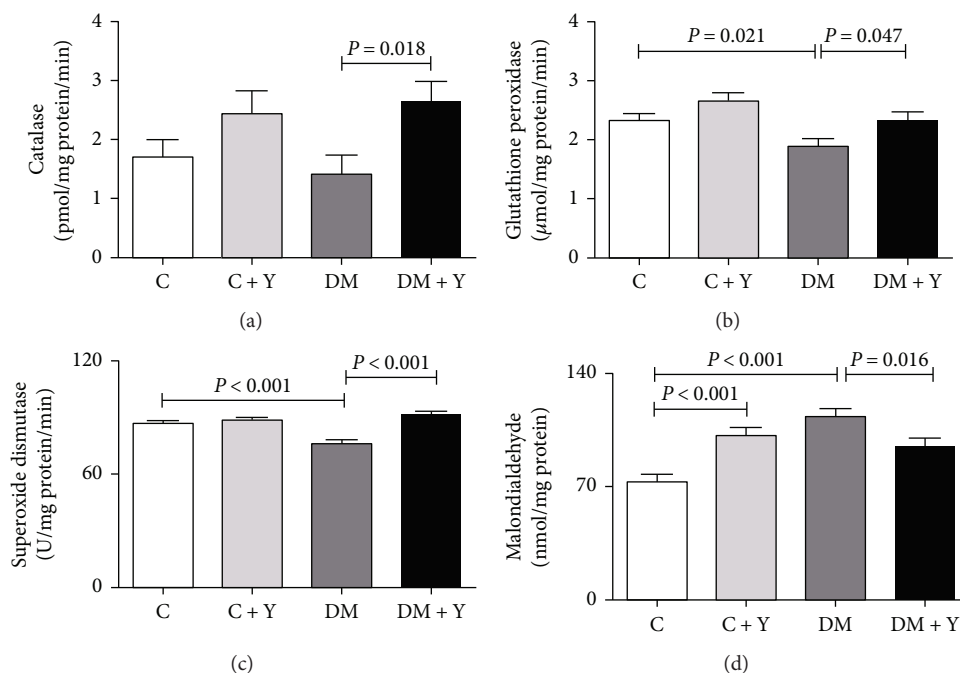 Catalase
(pmol/mg protein/min)
4
3
2
1
0
P = 0.018
C
C + Y
DM
DM + Y
(a)
Glutathione peroxidase
(μmol/mg protein/min)
4
3
2
1
0
P = 0.021
P = 0.047
C
C + Y
DM
DM + Y
(b)
Superoxide dismutase
(U/mg protein/min)
120
60
0
P < 0.001
P < 0.001
C
C + Y
DM
DM + Y
(c)
Malondialdehyde
(nmol/mg protein)
140
70
0
P < 0.001
P = 0.016
P < 0.001
C
C + Y
DM
DM + Y
(d)